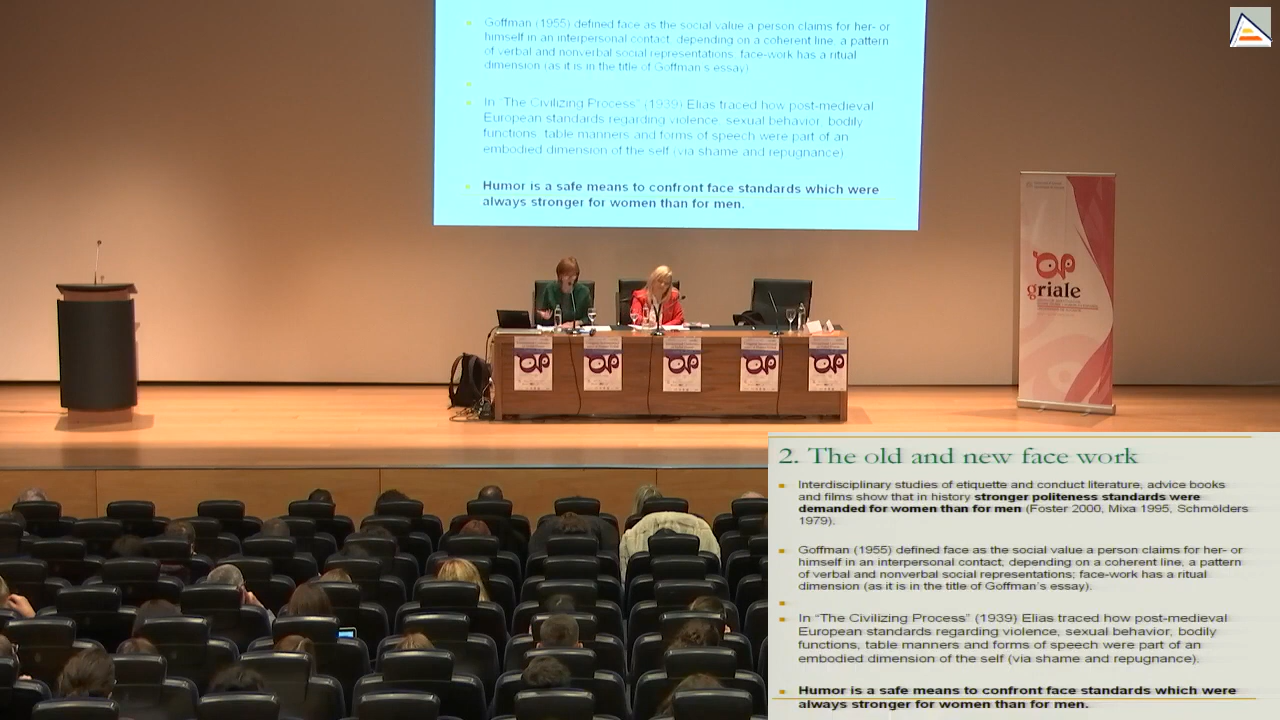 Goffman (1955) defined face as the social value a person claims for her- or
himself in an interpersonal contact, depending on a coherent line, a pattern
of verbal and nonverbal social representations; face-work has a ritual
dimension (as it is in the title of Goffman's essay)
In "The Civilizing Process" (1939) Elias traced how post-medieval
European standards regarding violence, sexual behavior, bodily
functions, table manners and forms of speech were part of an
embodied dimension of the self (via shame and repugnance)
Humor is a safe means to confront face standards which were
always stronger for women than for men.
griale
2. The old and new face work
Interdisciplinary studies of etiquette and conduct literature, advice books
and films show that in history stronger politeness standards were
demanded for women than for men (Foster 2000, Mixa 1995, Schmölders
1979).
Goffman (1955) defined face as the social value a person claims for her- or
himself in an interpersonal contact, depending on a coherent line, a pattern
of verbal and nonverbal social representations; face-work has a ritual
dimension (as it is in the title of Goffman's essay).
In "The Civilizing Process" (1939) Elias traced how post-medieval
European standards regarding violence, sexual behavior, bodily
functions, table manners and forms of speech were part of an
embodied dimension of the self (via shame and repugnance).
Humor is a safe means to confront face standards which were
always stronger for women than for men.